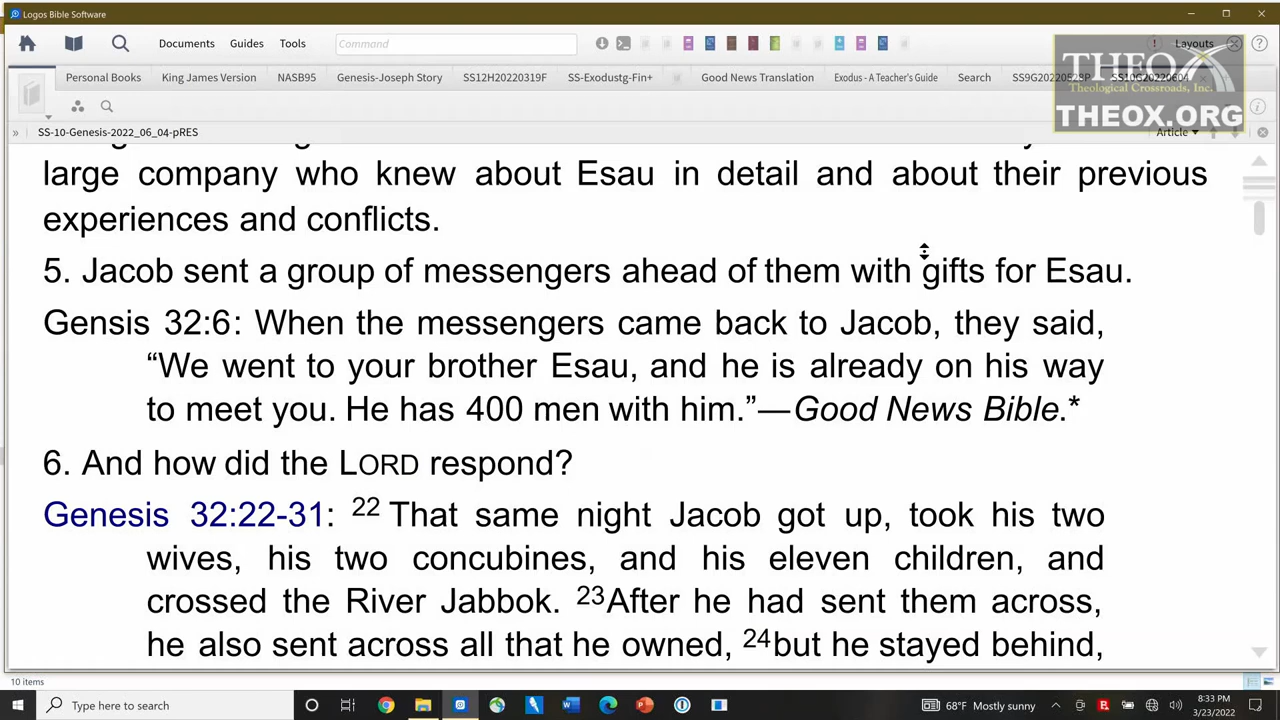 Logos Bible Software
Documents Guides Tools Command Layouts
THEOX
Theological Crossroads, Inc.
THEOX.ORG
Personal Books King James Version NASB95 Genesis-Joseph SS12H20220319F SS-Exodustg-Fin+ Good News Translation Exodus - A Teacher's Guide Search
SS-10-Genesis-2022_06_04-pRES Article
large company who knew about Esau in detail and about their previous
experiences and conflicts.
5. Jacob sent a group of messengers ahead of them with gifts for Esau.
Gensis 32:6: When the messengers came back to Jacob, they said,
“We went to your brother Esau, and he is already on his way
to meet you. He has 400 men with him.”—Good News Bible.*
6. And how did the LORD respond?
Genesis 32:22-31: 22 That same night Jacob got up, took his two
wives, his two concubines, and his eleven children, and
crossed the River Jabbok. 23After he had sent them across,
he also sent across all that he owned, 24but he stayed behind,
10 items
Type here to search 68°F Mostly sunny 8:33 PM
3/23/2022